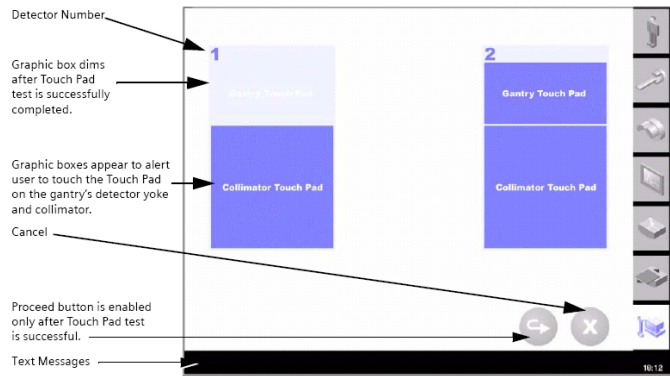 Detector Number
1
2
Graphic box dims
after Touch Pad
test is successfully
completed.
Gantry Touch Pad
Gantry Touch Pad
Graphic boxes appear to alert
user to touch the Touch Pad
on the gantry's detector yoke
and collimator.
Collimator Touch Pad
Collimator Touch Pad
Cancel
Proceed button is enabled
only after Touch Pad test
is successful.
X
Text Messages
10:12